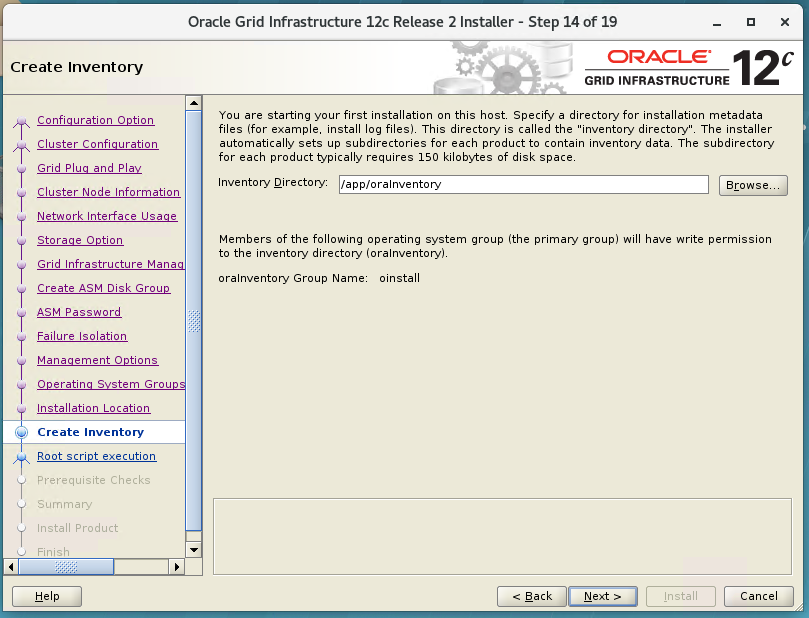 Oracle Grid Infrastructure 12c Release 2 Installer - Step 14 of 19
Create Inventory
ORACLE
GRID INFRASTRUCTURE 12c
Configuration Option
Cluster Configuration
Grid Plug and Play
Cluster Node Information
Network Interface Usage
Storage Option
Grid Infrastructure Manag
Create ASM Disk Group
ASM Password
Failure Isolation
Management Options
Operating System Groups
Installation Location
Create Inventory
Root script execution
Prerequisite Checks
Summary
Install Product
Finish
You are starting your first installation on this host. Specify a directory for installation metadata
files (for example, install log files). This directory is called the "inventory directory". The installer
automatically sets up subdirectories for each product to contain inventory data. The subdirectory
for each product typically requires 150 kilobytes of disk space.
Inventory Directory: /app/oraInventory Browse...
Members of the following operating system group (the primary group) will have write permission
to the inventory directory (oraInventory).
oraInventory Group Name: oinstall
Help < Back Next > Install Cancel